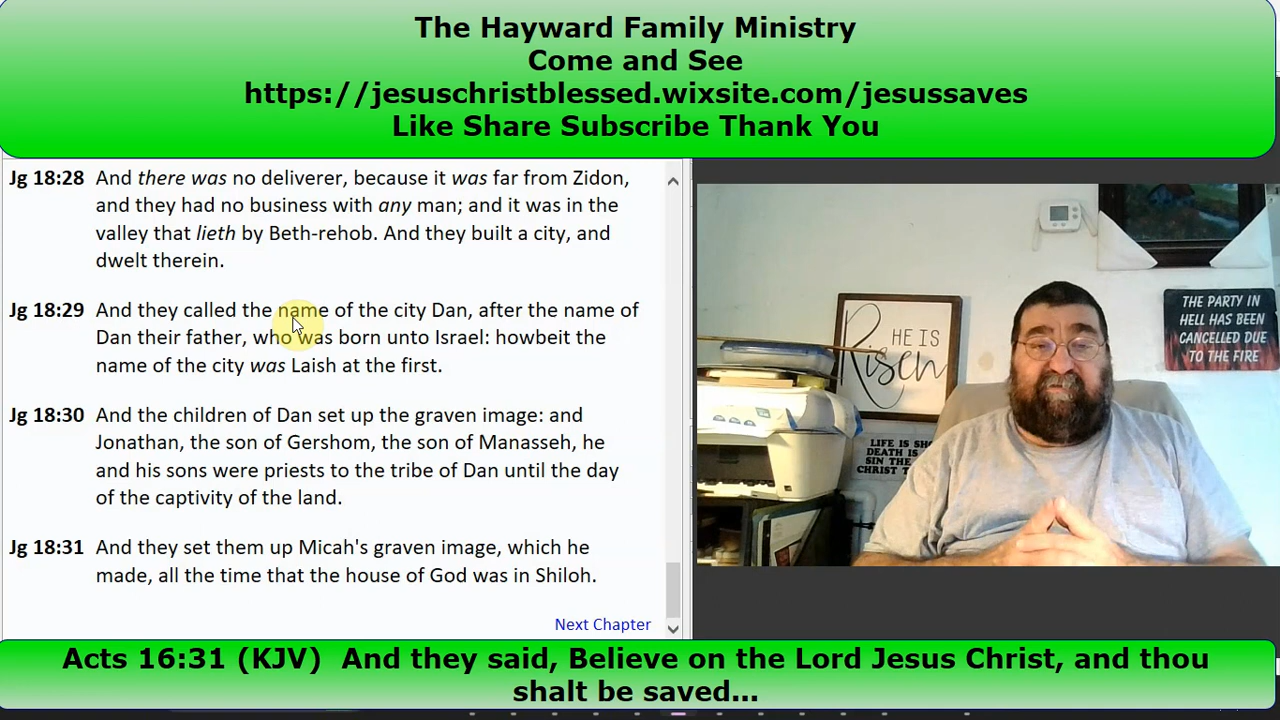 The Hayward Family Ministry
Come and See
https://jesuschristblessed.wixsite.com/jesussaves
Like Share Subscribe Thank You
Jg 18:28 And there was no deliverer, because it was far from Zidon,
and they had no business with any man; and it was in the
valley that lieth by Beth-rehob. And they built a city, and
dwelt therein.
Jg 18:29 And they called the name of the city Dan, after the name of
Dan their father, who was born unto Israel: howbeit the
name of the city was Laish at the first.
Jg 18:30 And the children of Dan set up the graven image: and
Jonathan, the son of Gershom, the son of Manasseh, he
and his sons were priests to the tribe of Dan until the day
of the captivity of the land.
Jg 18:31 And they set them up Micah's graven image, which he
made, all the time that the house of God was in Shiloh.
Next Chapter
HE IS
Risen
THE PARTY IN
HELL HAS BEEN
CANCELLED DUE
TO THE FIRE
LIFE IS
DEATH IS
SIN THE
CHRIST
Acts 16:31 (KJV) And they said, Believe on the Lord Jesus Christ, and thou
shalt be saved...